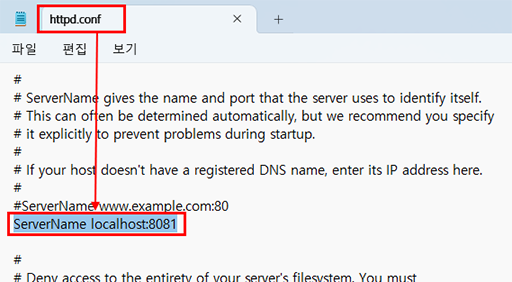 httpd.conf
파일 편집 보기
#
# ServerName gives the name and port that the server uses to identify itself.
# This can often be determined automatically, but we recommend you specify
# it explicitly to prevent problems during startup.
#
# If your host doesn't have a registered DNS name, enter its IP address here.
#
#ServerName www.example.com:80
ServerName localhost:8081
#
# Deny access to the entirety of your server's filesystem. You must